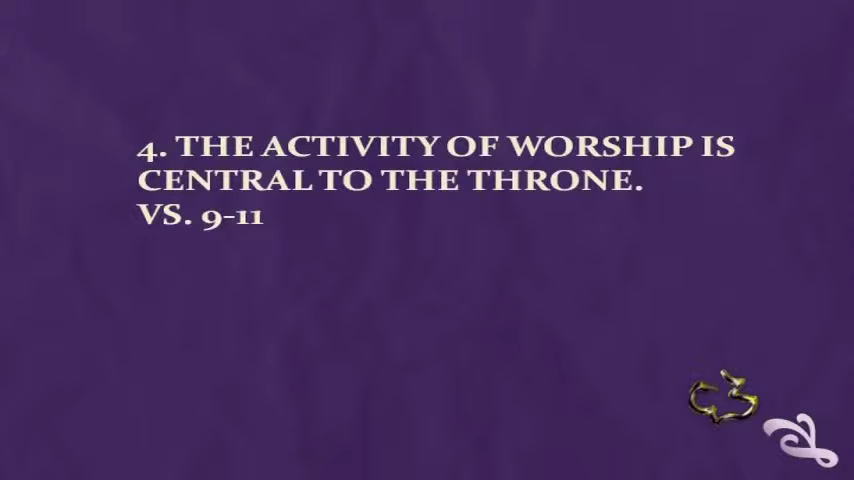 4. THE ACTIVITY OF WORSHIP IS
CENTRAL TO THE THRONE.
VS. 9-11